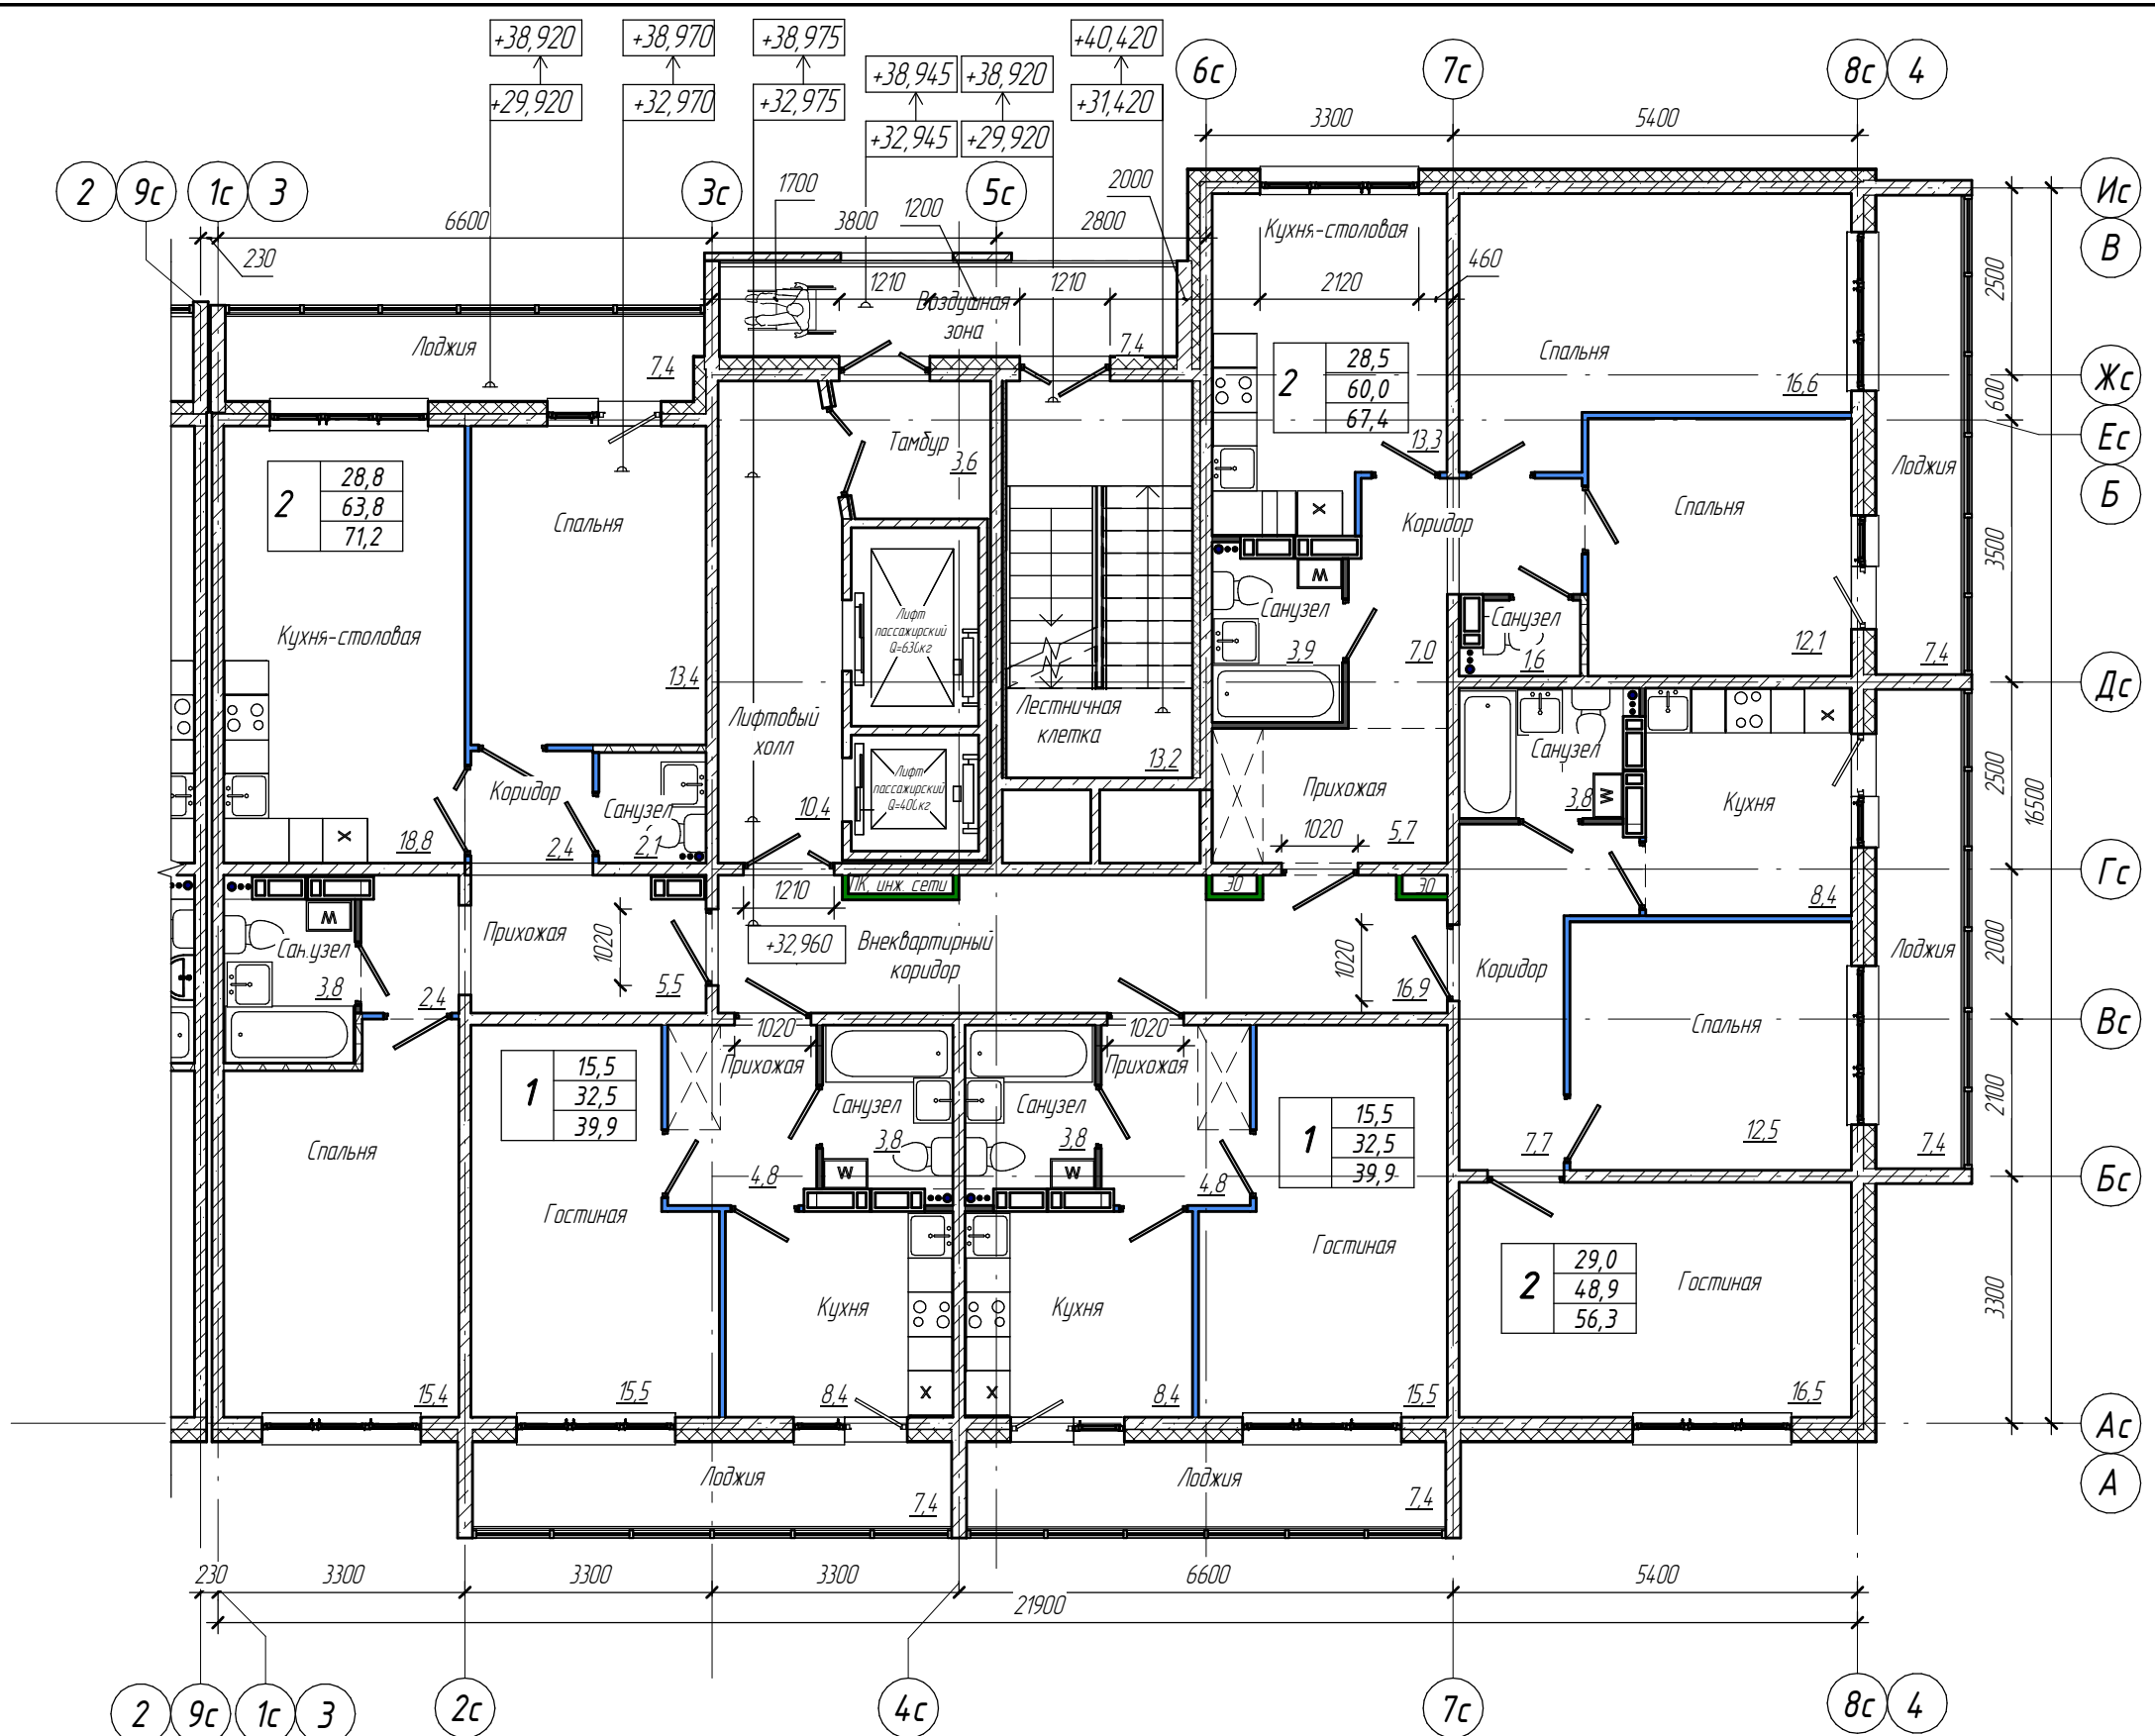 +38,920
+38,970
+38,975
+40,420
+38,945
+38,920
+29,920
+32,970
+32,975
+31,420
+32,945
+29,920
6с
7с
8с
4
3300
5400
2
9с
1с
3
3с
5с
1700
2000
Ис
6600
3800
1200
2800
230
Кухня-столовая
460
В
1210
1210
2120
2500
Воздушная
зона
Лоджия
7,4
7,4
Спальня
16,6
2
28,5
60,0
67,4
Жс
600
Тамбур
3,6
13,3
Ес
Лоджия
2
28,8
63,8
71,2
Спальня
Коридор
Спальня
Б
X
W
3500
Лифт
пассажирский
Q=630кг
Санузел
Санузел
Кухня-столовая
3,9
7,0
1,6
12,1
7,4
13,4
Дс
Лифтовый
холл
Лестничная
клетка
13,2
Санузел
X
Лифт
пассажирский
Q=400кг
Коридор
Санузел
Прихожая
3,8
W
Кухня
2500
16500
10,4
1020
5,7
X
18,8
2,4
2,1
Гс
1210
ПК, инж. сети
ЭО
ЭО
8,4
W
Прихожая
1020
+32,960
Внеквартирный
коридор
1020
Коридор
Лоджия
2000
Сан.узел
3,8
2,4
5,5
16,9
Вс
1020
1020
Спальня
Прихожая
Прихожая
1
15,5
32,5
39,9
Санузел
Санузел
2100
1
15,5
32,5
39,9
Спальня
3,8
3,8
7,7
12,5
7,4
4,8
W
W
4,8
Бс
Гостиная
Гостиная
2
29,0
48,9
56,3
Гостиная
Кухня
Кухня
3300
15,4
15,5
8,4
X
X
8,4
15,5
16,5
Ас
Лоджия
Лоджия
А
7,4
7,4
230
3300
3300
3300
6600
5400
21900
2
9с
1с
3
2с
4с
7с
8с
4